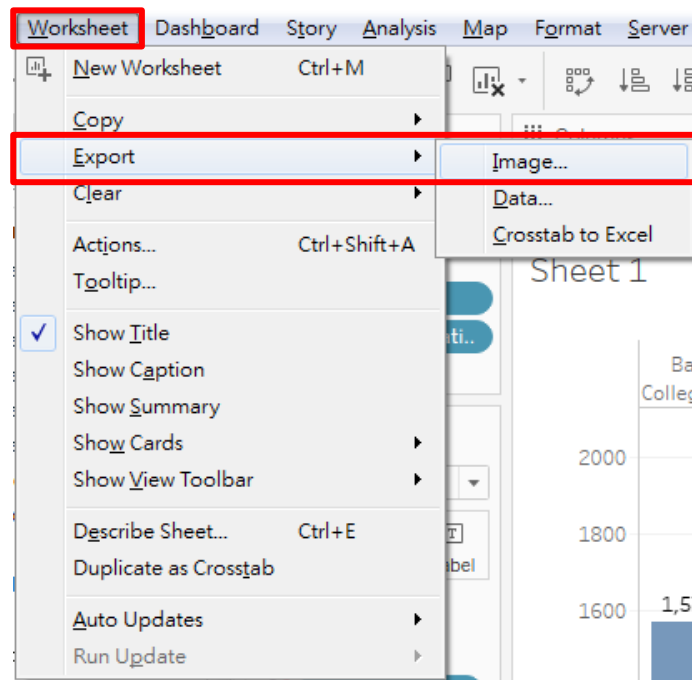 Worksheet Dashboard Story Analysis Map Format Server
New Worksheet Ctrl+M
Copy
Export
Image...
Clear
Data...
Crosstab to Excel
Actions... Ctrl+Shift+A
Tooltip...
Sheet 1
Show Title
Show Caption
Show Summary
Show Cards
2000
Show View Toolbar
Describe Sheet... Ctrl+E
1800
Duplicate as Crosstab
Auto Updates
1600
1,5
Run Update